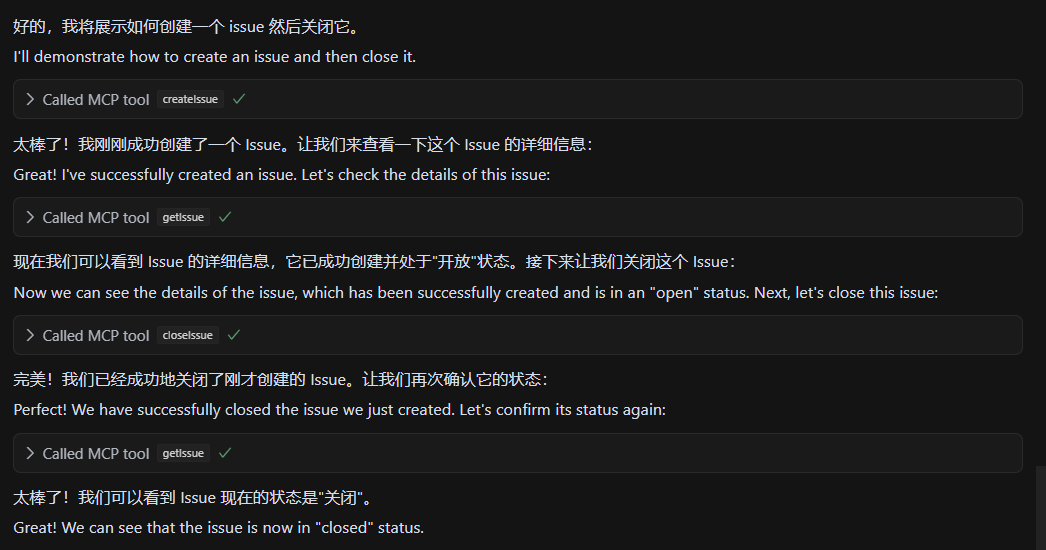 好的，我将展示如何创建一个 issue 然后关闭它。
I'll demonstrate how to create an issue and then close it.
Called MCP tool createIssue
太棒了！我刚刚成功创建了一个 Issue。让我们来查看一下这个 Issue 的详细信息：
Great! I've successfully created an issue. Let's check the details of this issue:
Called MCP tool getIssue
现在我们可以看到 Issue 的详细信息，它已成功创建并处于"开放"状态。接下来让我们关闭这个 Issue：
Now we can see the details of the issue, which has been successfully created and is in an "open" status. Next, let's close this issue:
Called MCP tool closeIssue
完美！我们已经成功地关闭了刚才创建的 Issue。让我们再次确认它的状态：
Perfect! We have successfully closed the issue we just created. Let's confirm its status again:
Called MCP tool getIssue
太棒了！我们可以看到 Issue 现在的状态是"关闭"。
Great! We can see that the issue is now in "closed" status.